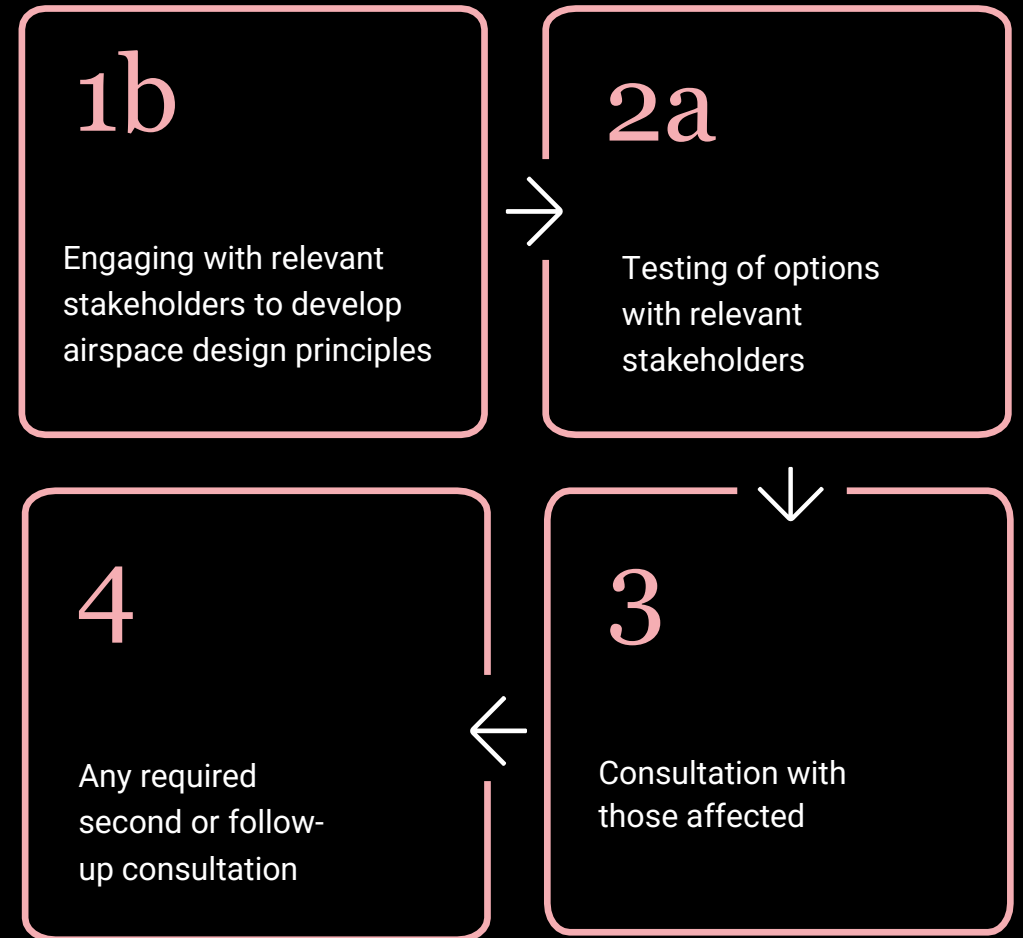 1b
Engaging with relevant
stakeholders to develop
airspace design principles
2a
Testing of options
with relevant
stakeholders
3
Consultation with
those affected
4
Any required
second or follow-
up consultation